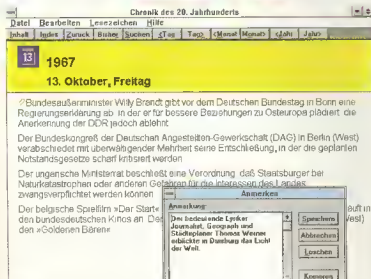 Chronik des 20. Jahrhunderts
Datei Bearbeiten Lesezeichen Hilfe
Inhalt Index Zurück Bisher Suchen <Tag Tag> <Monat Monat> <Jahr Jahr>
13
1967
13. Oktober, Freitag
Bundesaußenminister Willy Brandt gibt vor dem Deutschen Bundestag in Bonn eine
Regierungserklärung ab, in der er für bessere Beziehungen zu Osteuropa plädiert, die
Anerkennung der DDR jedoch ablehnt.
Der Bundeskongreß der Deutschen Angestellten-Gewerkschaft (DAG) in Berlin (West)
verabschiedet mit überwältigender Mehrheit seine Entschließung, in der die geplanten
Notstandsgesetze scharf kritisiert werden
Der ungarische Ministerrat beschließt eine Verordnung, daß Staatsbürger bei
Naturkatastrophen oder anderen Gefahren für die Interessen des Landes
zwangsverpflichtet werden können
Der belgische Spielfilm »Der Start« läuft in
den bundesdeutschen Kinos an. Der West)
den »Goldenen Bären«
Anmerken
Anmerkung:
Der bedeutende Lyriker
Journalist, Geograph und
Städteplaner Thomas Werner
erblickte in Duisburg das Licht
der Welt.
Speichern
Abbrechen
Löschen
Kopieren